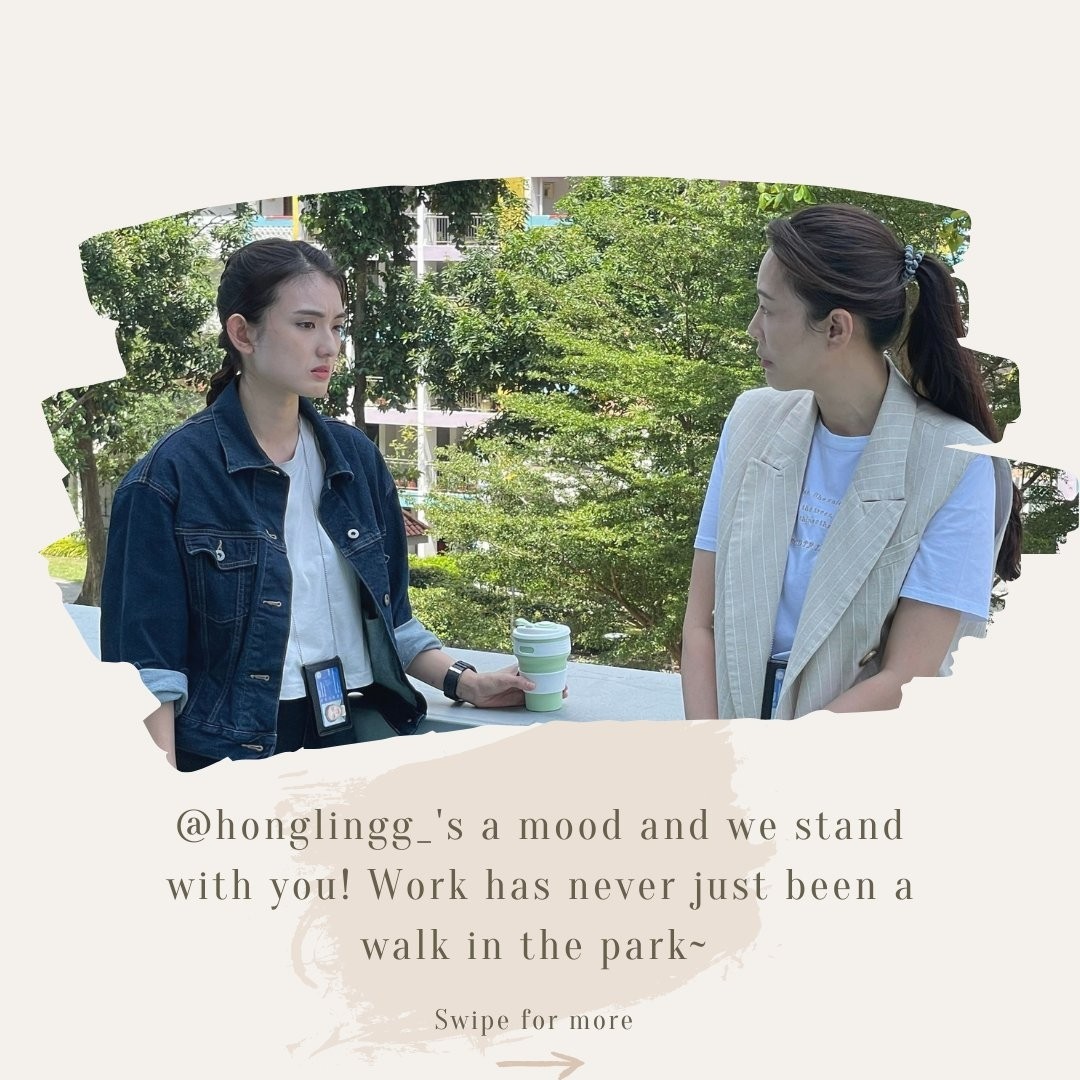 @honglingg_'s a mood and we stand
with you! Work has never just been a
walk in the park~
Swipe for more